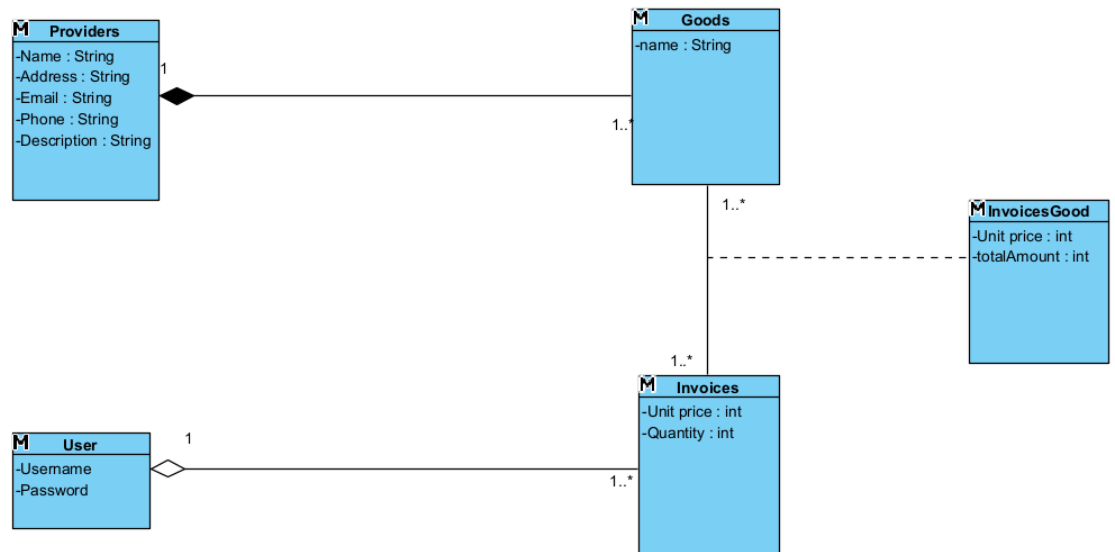 M Providers
-Name : String
-Address : String
-Email : String
-Phone : String
-Description : String
1
M Goods
-name : String
1..*
1..*
M InvoicesGood
-Unit price : int
-totalAmount : int
1..*
M Invoices
-Unit price : int
-Quantity : int
M User
-Username
-Password
1
1..*